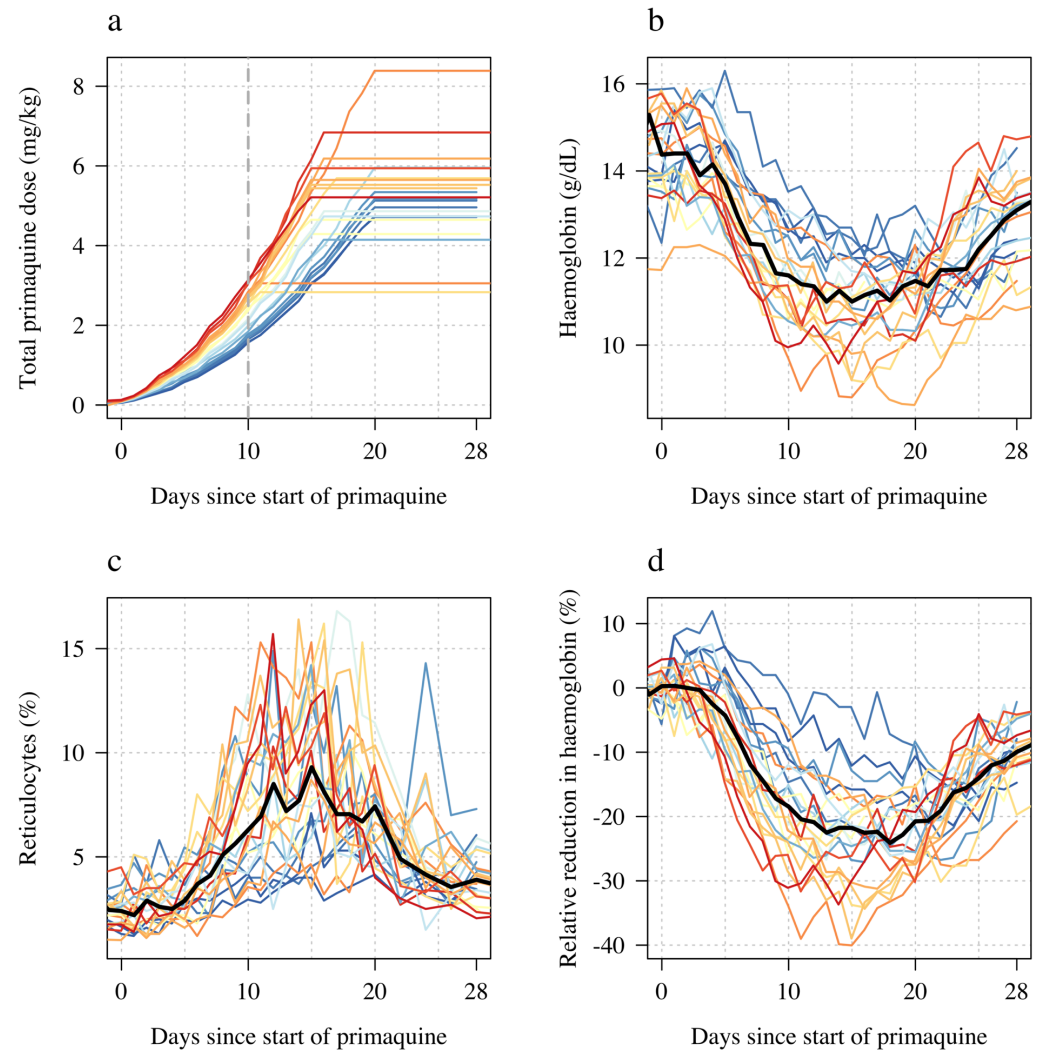 a
Total primaquine dose (mg/kg)
8
6
4
2
0
0 10 20 28
Days since start of primaquine
b
Haemoglobin (g/dL)
16
14
12
10
0 10 20 28
Days since start of primaquine
c
Reticulocytes (%)
15
10
5
0 10 20 28
Days since start of primaquine
d
Relative reduction in haemoglobin (%)
10
0
-10
-20
-30
-40
0 10 20 28
Days since start of primaquine